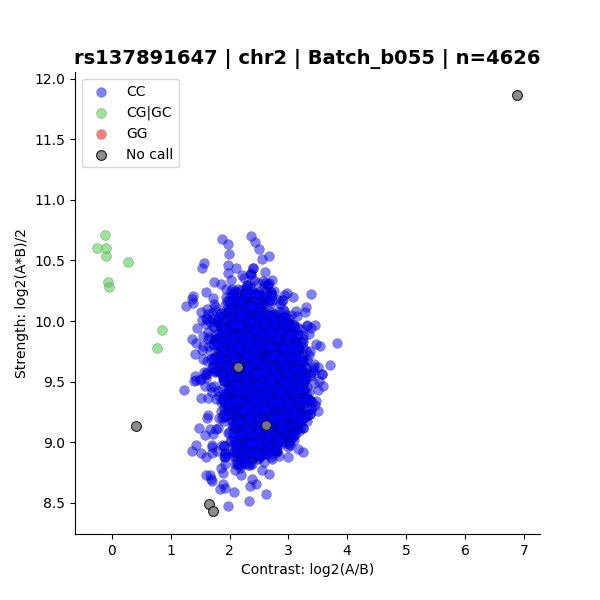 rs137891647 | chr2 | Batch_b055 | n=4626
CC
CG|GC
GG
No call
12.0
11.5
11.0
10.5
10.0
9.5
9.0
8.5
Strength: log2(A*B)/2
0 1 2 3 4 5 6 7
Contrast: log2(A/B)